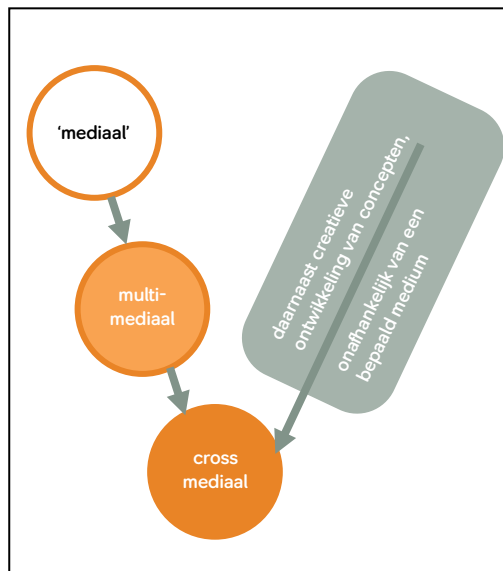 ‘mediaal’
multi-
mediaal
cross
mediaal
daarnaast creatieve
ontwikkeling van concepten,
onafhankelijk van een
bepaald medium